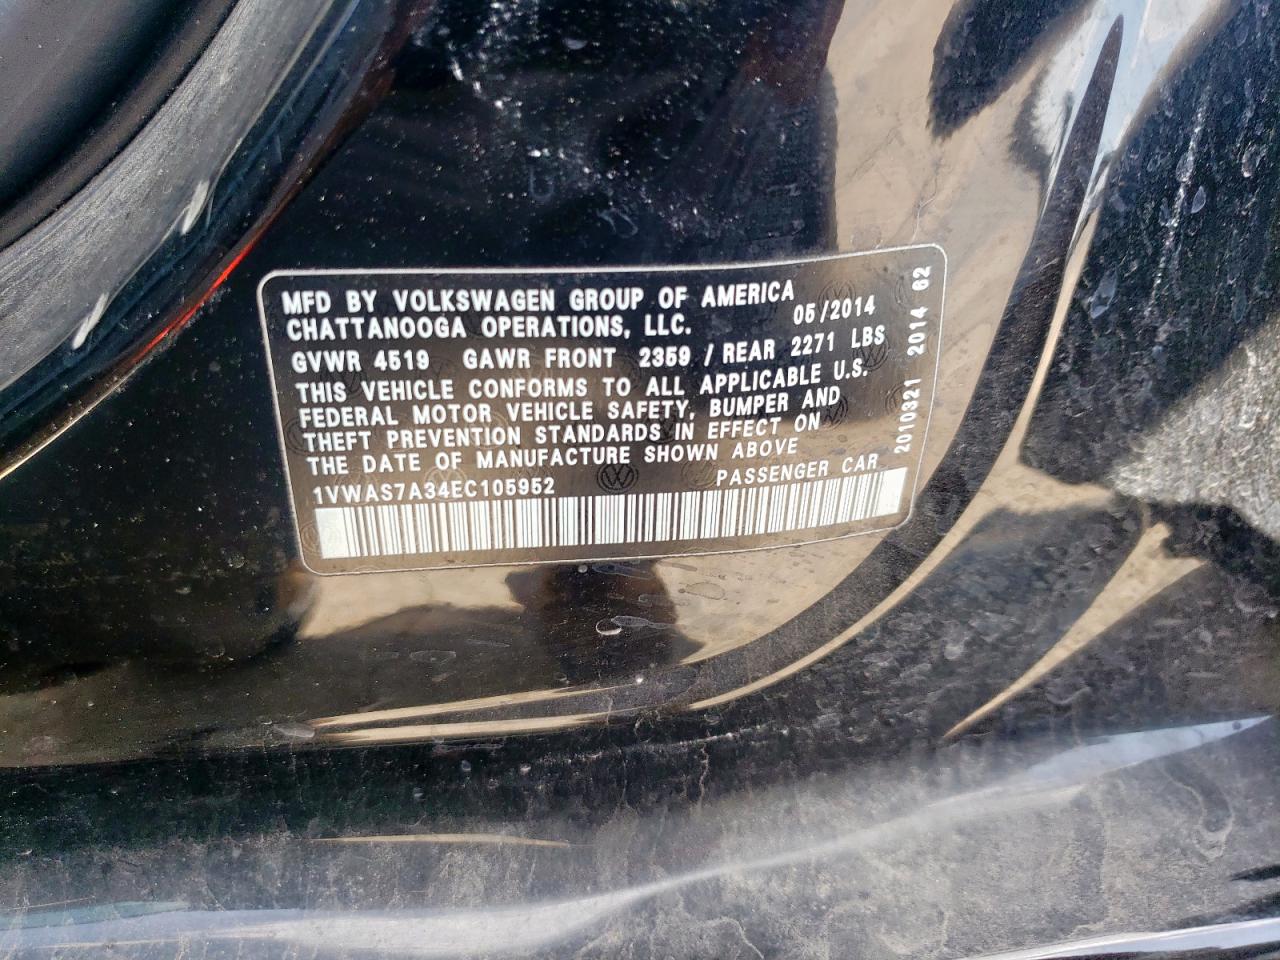 MFD BY VOLKSWAGEN GROUP OF AMERICA
CHATTANOOGA OPERATIONS, LLC. 05/2014
GVWR 4519 GAWR FRONT 2359 / REAR 2271 LBS
THIS VEHICLE CONFORMS TO ALL APPLICABLE U.S.
FEDERAL MOTOR VEHICLE SAFETY, BUMPER AND
THEFT PREVENTION STANDARDS IN EFFECT ON
THE DATE OF MANUFACTURE SHOWN ABOVE
1VWAS7A34EC105952 PASSENGER CAR
2010321 2014 62